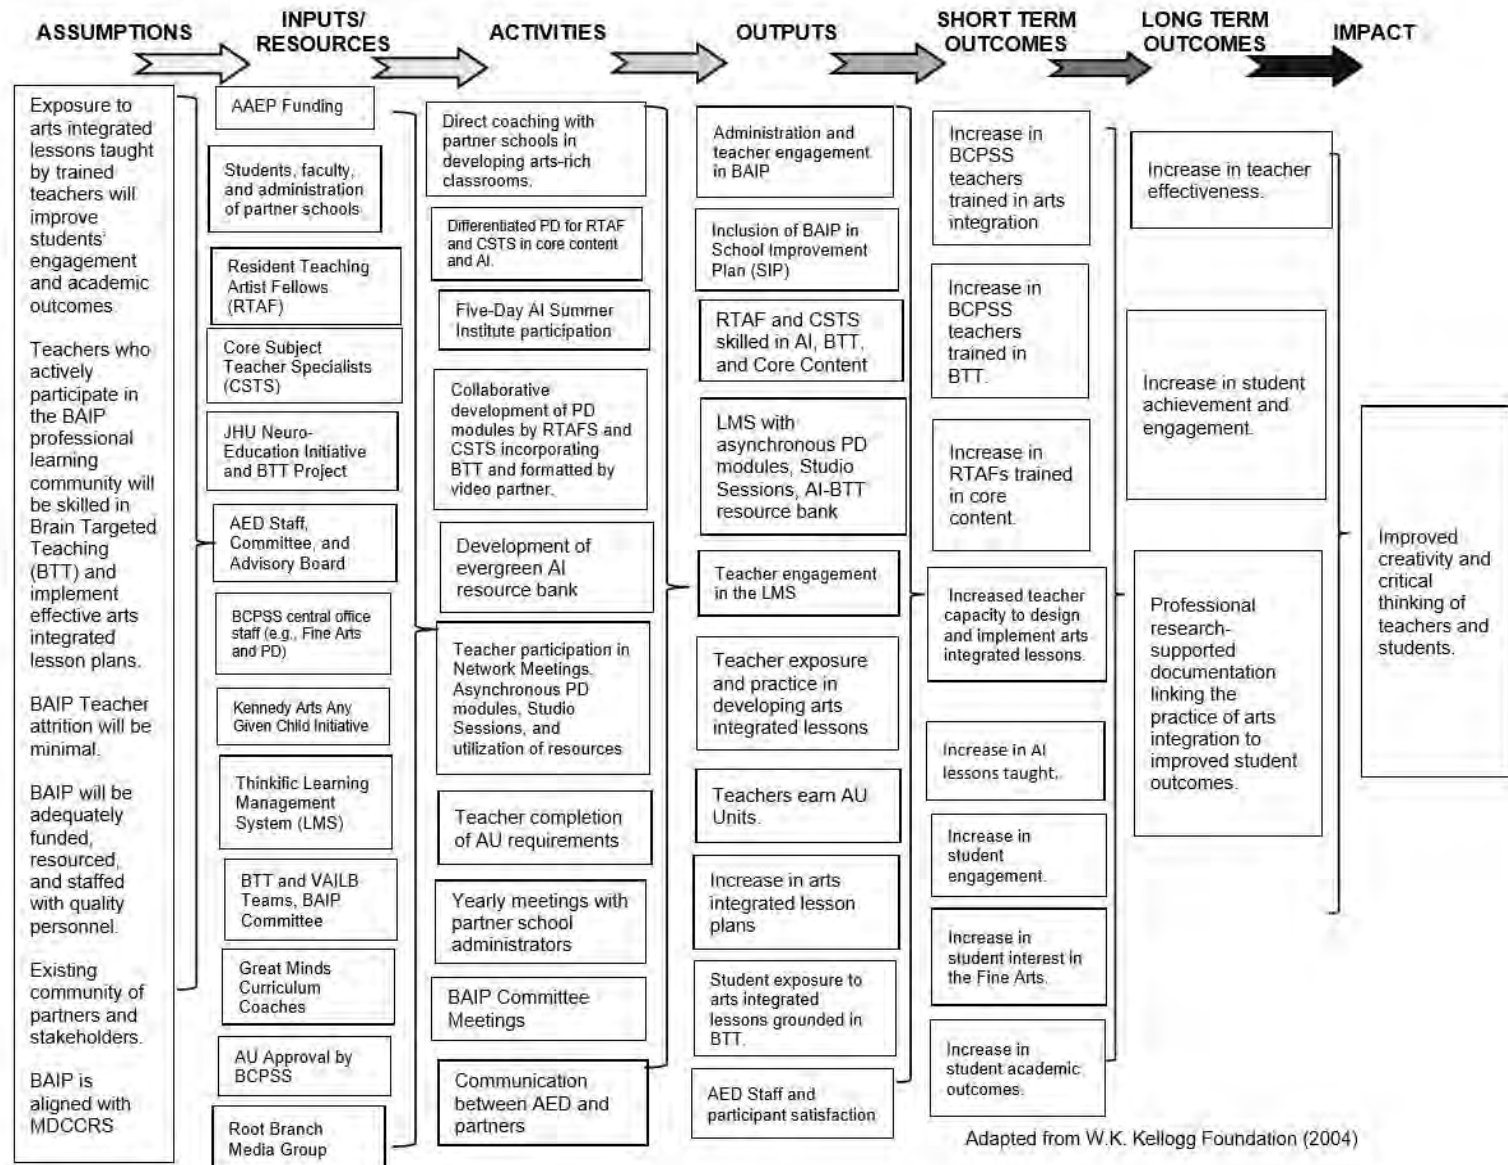 ASSUMPTIONS
INPUTS/
RESOURCES
ACTIVITIES
OUTPUTS
SHORT TERM
OUTCOMES
LONG TERM
OUTCOMES
IMPACT
Exposure to
arts integrated
lessons taught
by trained
teachers will
improve
students'
engagement
and academic
outcomes.
Teachers who
actively
participate in
the BAIP
professional
learning
community will
be skilled in
Brain Targeted
Teaching
(BTT) and
implement
effective arts
integrated
lesson plans.
BAIP Teacher
attrition will be
minimal.
BAIP will be
adequately
funded,
resourced,
and staffed
with quality
personnel.
Existing
community of
partners and
stakeholders.
BAIP is
aligned with
MDCCRS
AAEP Funding
Students, faculty,
and administration
of partner schools
Resident Teaching
Artist Fellows
(RTAF)
Core Subject
Teacher Specialists
(CSTS)
JHU Neuro-
Education Initiative
and BTT Project
AED Staff,
Committee, and
Advisory Board
BCPSS central office
staff (e.g., Fine Arts
and PD)
Kennedy Arts Any
Given Child Initiative
Thinkific Learning
Management
System (LMS)
BTT and VAILB
Teams, BAIP
Committee
Great Minds
Curriculum
Coaches
AU Approval by
BCPSS
Root Branch
Media Group
Direct coaching with
partner schools in
developing arts-rich
classrooms.
Differentiated PD for RTAF
and CSTS in core content
and AI.
Five-Day AI Summer
Institute participation
Collaborative
development of PD
modules by RTAFS and
CSTS incorporating
BTT and formatted by
video partner.
Development of
evergreen AI
resource bank
Teacher participation in
Network Meetings,
Asynchronous PD
modules, Studio
Sessions, and
utilization of resources
Teacher completion
of AU requirements
Yearly meetings with
partner school
administrators
BAIP Committee
Meetings
Communication
between AED and
partners
Administration and
teacher engagement
in BAIP
Inclusion of BAIP in
School Improvement
Plan (SIP)
RTAF and CSTS
skilled in AI, BTT,
and Core Content
LMS with
asynchronous PD
modules, Studio
Sessions, AI-BTT
resource bank
Teacher engagement
in the LMS
Teacher exposure
and practice in
developing arts
integrated lessons
Teachers earn AU
Units.
Increase in arts
integrated lesson
plans
Student exposure to
arts integrated
lessons grounded in
BTT.
AED Staff and
participant satisfaction
Increase in
BCPSS
teachers
trained in arts
integration
Increase in
BCPSS
teachers
trained in
BTT.
Increase in
RTAFs trained
in core
content.
Increased teacher
capacity to design
and implement arts
integrated lessons.
Increase in AI
lessons taught.
Increase in
student
engagement.
Increase in
student interest in
the Fine Arts.
Increase in
student academic
outcomes.
Increase in teacher
effectiveness.
Increase in student
achievement and
engagement.
Professional
research-
supported
documentation
linking the
practice of arts
integration to
improved student
outcomes.
Improved
creativity and
critical
thinking of
teachers and
students.
Adapted from W.K. Kellogg Foundation (2004)